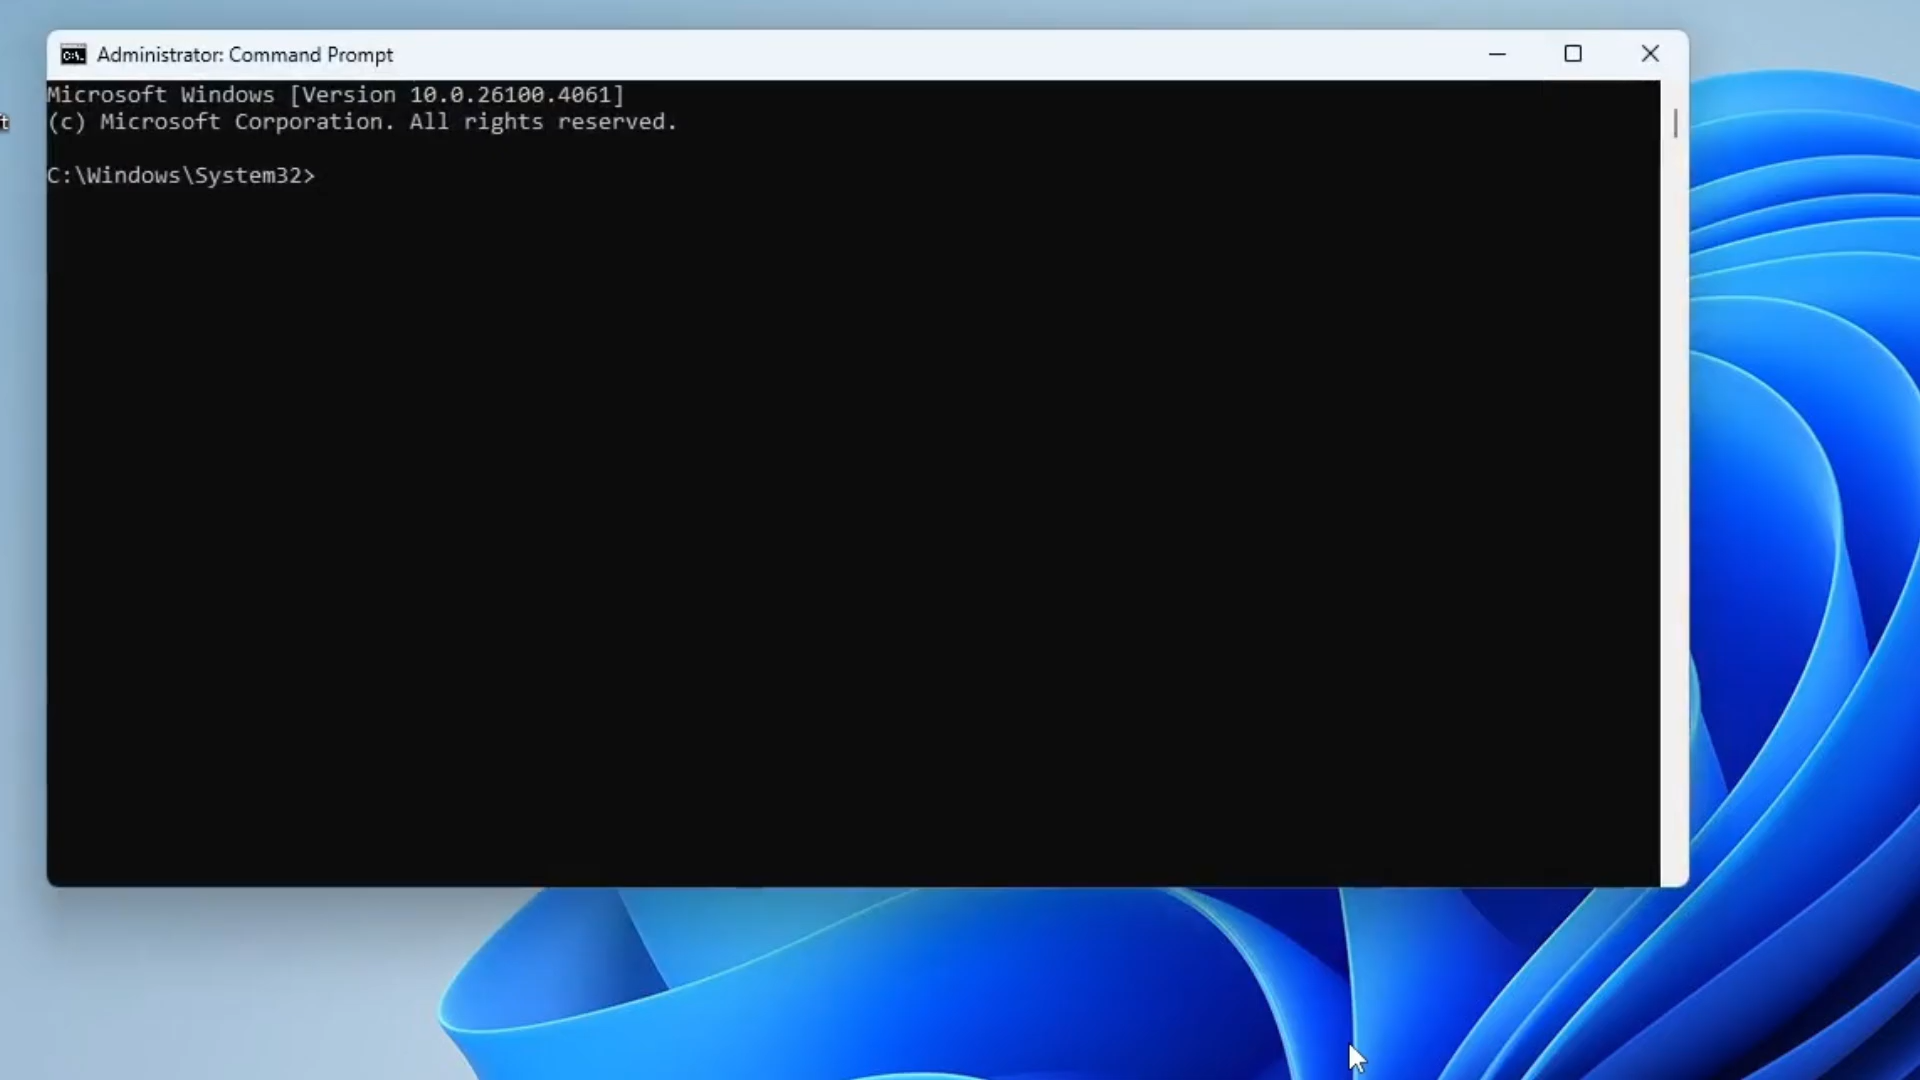 Administrator: Command Prompt
Microsoft Windows [Version 10.0.26100.4061]
(c) Microsoft Corporation. All rights reserved.
C:\Windows\System32>